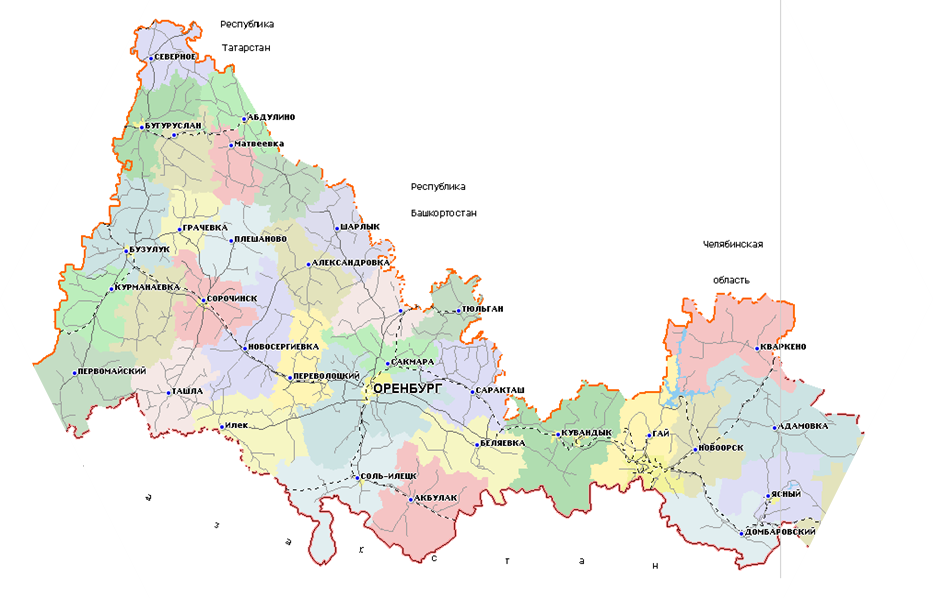 Республика
Татарстан
СЕВЕРНОЕ
АБДУЛИНО
БУГУРУСЛАН
Матвеевка
Республика
Башкортостан
ГРАЧЕВКА
ШАРЛЫК
ПЛЕШАНОВО
Челябинская
БУЗУЛУК
АЛЕКСАНДРОВКА
область
КУРМАНАЕВКА
СОРОЧИНСК
ТЮЛЬГАН
НОВОСЕРГИЕВКА
КВАРКЕНО
САКМАРА
ПЕРВОМАЙСКИЙ
ПЕРЕВОЛОЦКИЙ
ОРЕНБУРГ
ТАШЛА
САРАКТАШ
ИЛЕК
АДАМОВКА
КУВАНДЫК
ГАЙ
БЕЛЯЕВКА
НОВООРСК
СОЛЬ-ИЛЕЦК
АКБУЛАК
ЯСНЫЙ
ДОМБАРОВСКИЙ
а з а х с т а н